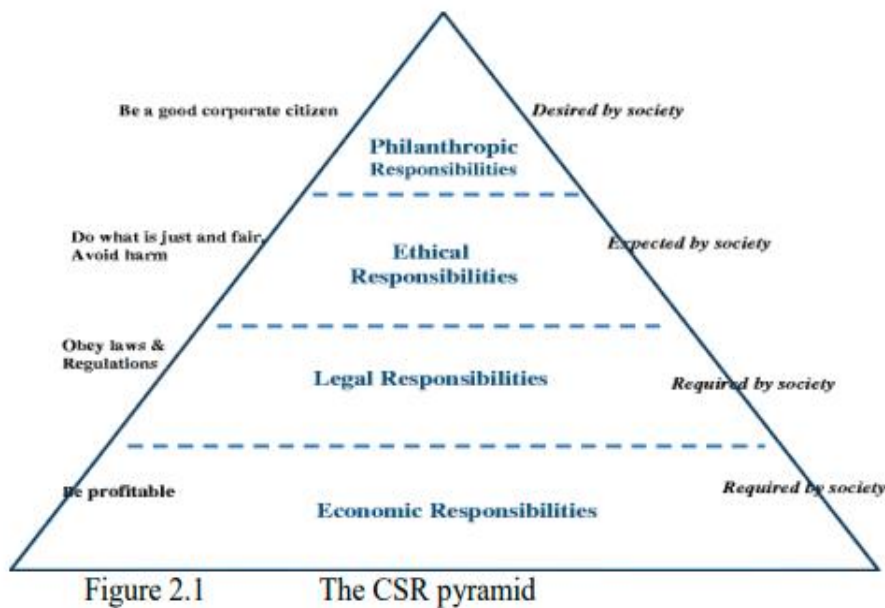 Be a good corporate citizen
Desired by society
Philanthropic
Responsibilities
Do what is just and fair,
Avoid harm
Expected by society
Ethical
Responsibilities
Obey laws &
Regulations
Legal Responsibilities
Required by society
Be profitable
Required by society
Economic Responsibilities
Figure 2.1 The CSR pyramid